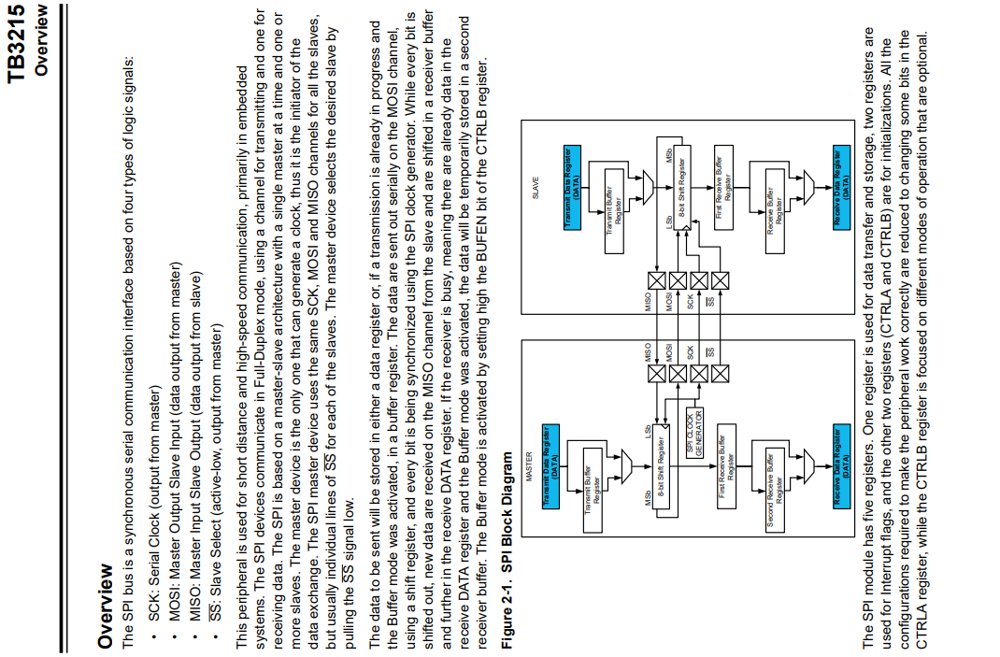 TB3215
Overview
Overview
The SPI bus is a synchronous serial communication interface based on four types of logic signals:
• SCK: Serial Clock (output from master)
• MOSI: Master Output Slave Input (data output from master)
• MISO: Master Input Slave Output (data output from slave)
• SS: Slave Select (active-low, output from master)
This peripheral is used for short distance and high-speed communication, primarily in embedded
systems. The SPI devices communicate in Full-Duplex mode, using a channel for transmitting and one for
receiving data. The SPI is based on a master-slave architecture with a single master at a time and one or
more slaves. The master device is the only one that can generate a clock, thus it is the initiator of the
data exchange. The SPI master device uses the same SCK, MOSI and MISO channels for all the slaves,
but usually individual lines of SS for each of the slaves. The master device selects the desired slave by
pulling the SS signal low.
The data to be sent will be stored in either a data register or, if a transmission is already in progress and
the Buffer mode was activated, in a buffer register. The data are sent out serially on the MOSI channel,
using a shift register, and every bit is being synchronized using the SPI clock generator. While every bit is
shifted out, new data are received on the MISO channel from the slave and are shifted in a receiver buffer
and further in the receive DATA register. If the receiver is busy, meaning there are already data in the
receive DATA register and the Buffer mode was activated, the data will be temporarily stored in a second
receiver buffer. The Buffer mode is activated by setting high the BUFEN bit of the CTRLB register.
Figure 2-1. SPI Block Diagram
MASTER
Transmit Data Register
(DATA)
Transmit Buffer
Register
MSb
LSb
8-bit Shift Register
SPI CLOCK
GENERATOR
First Receive Buffer
Register
Second Receive Buffer
Register
Receive Data Register
(DATA)
MISO
MOSI
SCK
SS
MISO
MOSI
SCK
SS
SLAVE
Transmit Data Register
(DATA)
Transmit Buffer
Register
LSb
MSb
8-bit Shift Register
First Receive Buffer
Register
Receive Buffer
Register
Receive Data Register
(DATA)
The SPI module has five registers. One register is used for data transfer and storage, two registers are
used for Interrupt flags, and the other two registers (CTRLA and CTRLB) are for initializations. All the
configurations required to make the peripheral work correctly are reduced to changing some bits in the
CTRLA register, while the CTRLB register is focused on different modes of operation that are optional.